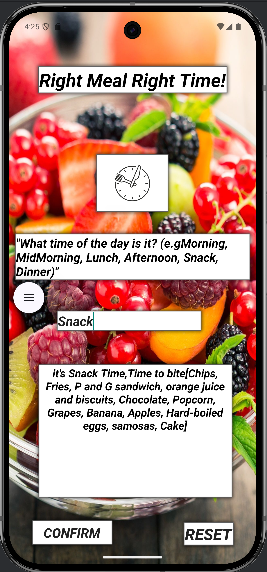 4:25
Right Meal Right Time!
"What time of the day is it? (e.gMorning,
MidMorning, Lunch, Afternoon, Snack,
Dinner)"
Snack
It's Snack Time,Time to bite[Chips,
Fries, P and G sandwich, orange juice
and biscuits, Chocolate, Popcorn,
Grapes, Banana, Apples, Hard-boiled
eggs, samosas, Cake]
CONFIRM
RESET